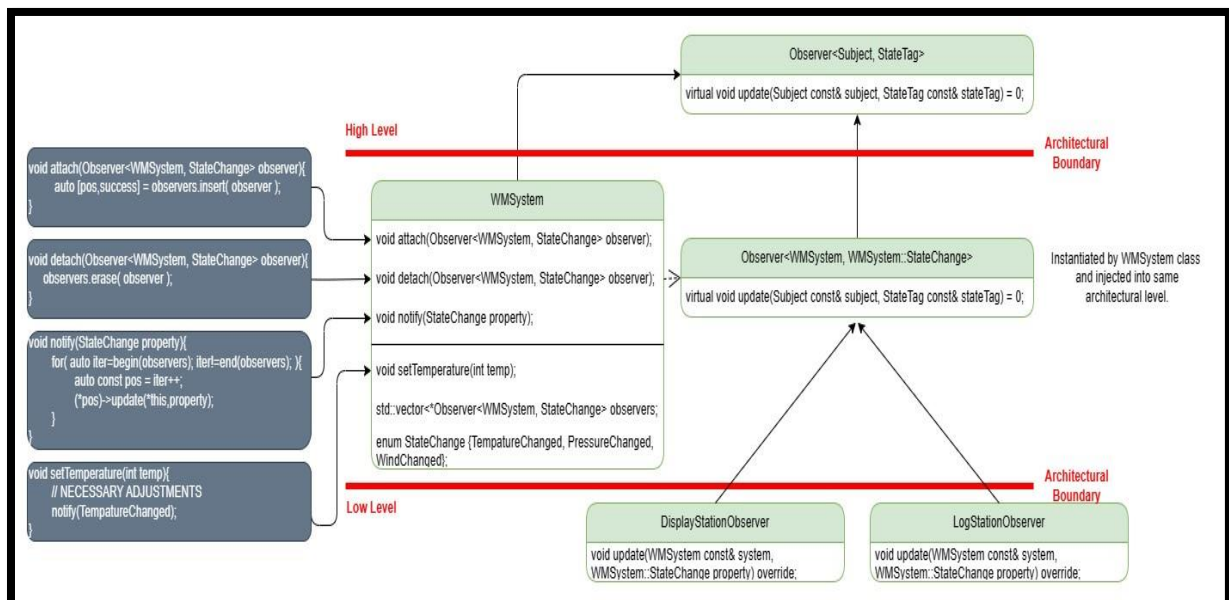 Observer<Subject, StateTag>
virtual void update(Subject const& subject, StateTag const& stateTag) = 0;
High Level
Architectural
Boundary
void attach(Observer<WMSystem, StateChange> observer){
auto [pos,success] = observers.insert( observer );
}
void detach(Observer<WMSystem, StateChange> observer){
observers.erase( observer );
}
void notify(StateChange property){
for( auto iter=begin(observers); iter!=end(observers); ){
auto const pos = iter++;
(*pos)->update(*this,property);
}
}
void setTemperature(int temp){
// NECESSARY ADJUSTMENTS
notify(TempatureChanged);
}
WMSystem
void attach(Observer<WMSystem, StateChange> observer);
void detach(Observer<WMSystem, StateChange> observer);
void notify(StateChange property);
void setTemperature(int temp);
std::vector<*Observer<WMSystem, StateChange> observers;
enum StateChange {TempatureChanged, PressureChanged,
WindChanged};
Observer<WMSystem, WMSystem::StateChange>
virtual void update(Subject const& subject, StateTag const& stateTag) = 0;
Instantiated by WMSystem class
and injected into same
architectural level.
Low Level
Architectural
Boundary
DisplayStationObserver
void update(WMSystem const& system,
WMSystem::StateChange property) override;
LogStationObserver
void update(WMSystem const& system,
WMSystem::StateChange property) override;